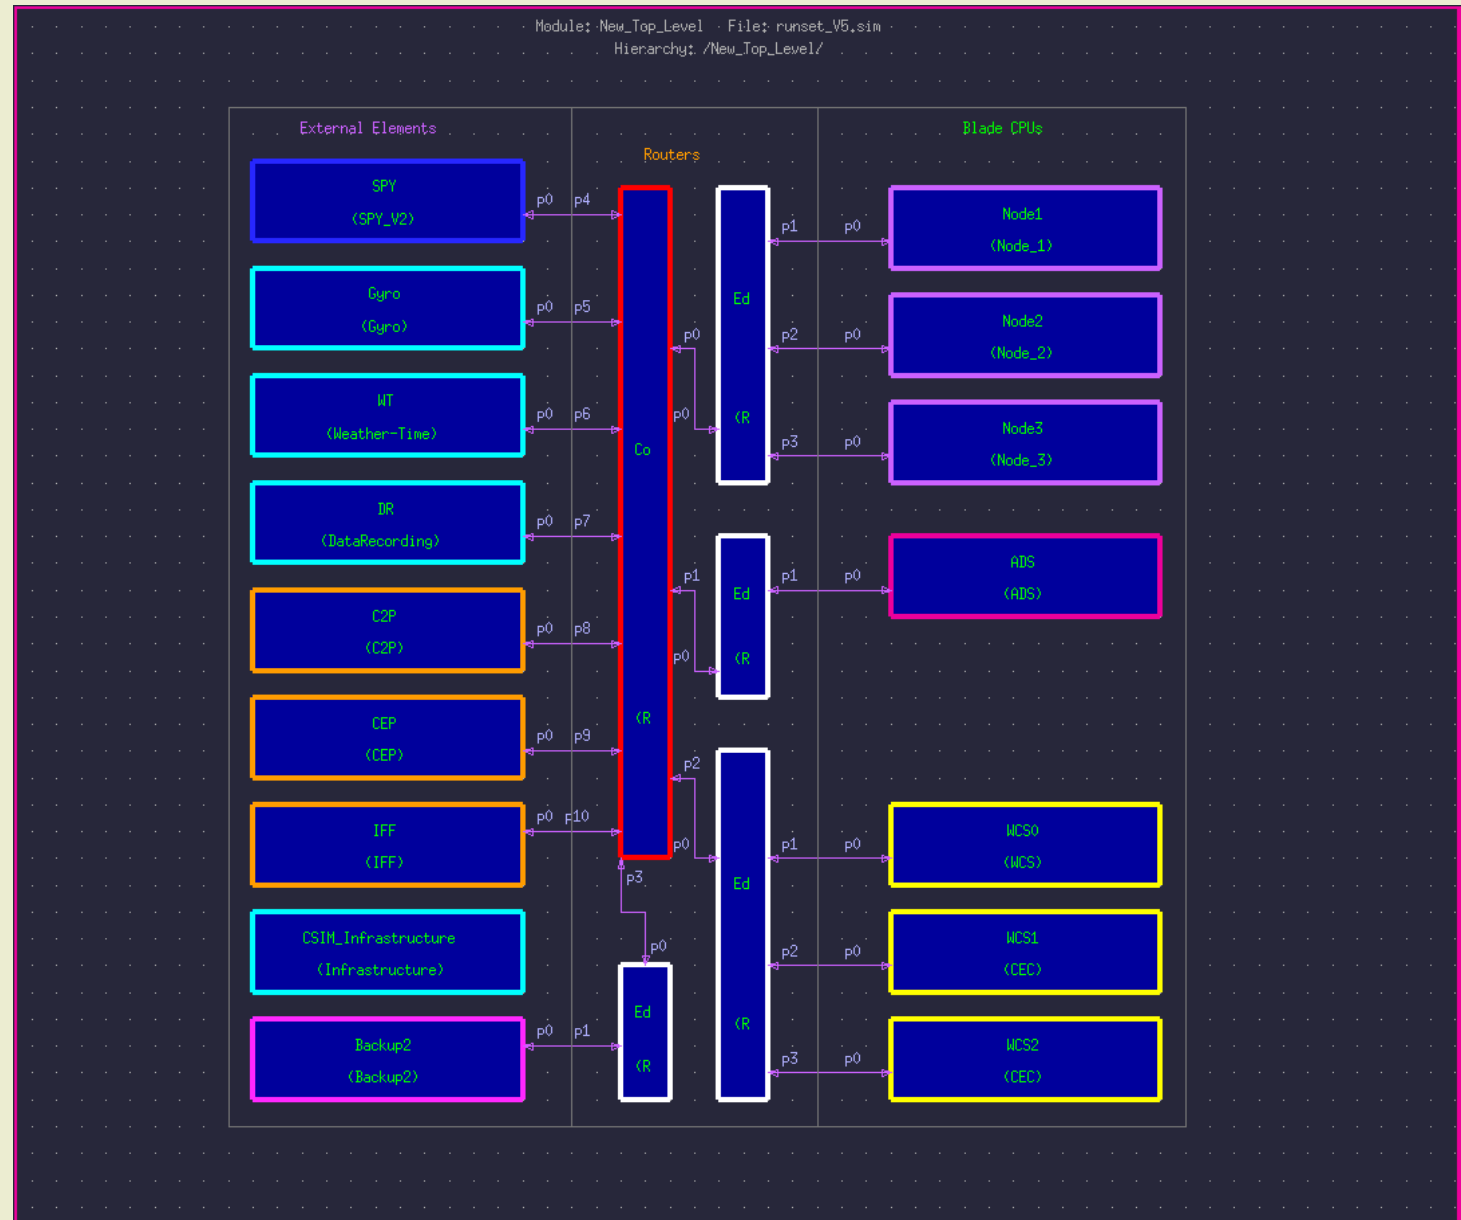 Module: New_Top_Level   File: runset_V5.sim
Hierarchy: /New_Top_Level/
External Elements
Routers
Blade CPUs
SPY
(SPY_V2)
p0 p4
Gyro
(Gyro)
p0 p5
WT
(Weather-Time)
p0 p6
DR
(DataRecording)
p0 p7
C2P
(C2P)
p0 p8
CEP
(CEP)
p0 p9
IFF
(IFF)
p0 p10
CSIM_Infrastructure
(Infrastructure)
Backup2
(Backup2)
p0 p1
Co
(R
p0
p0
p1
p0
p2
p0
p3
p0
Ed
(R
Ed
(R
Ed
(R
Ed
(R
p1 p0
Node1
(Node_1)
p2 p0
Node2
(Node_2)
p3 p0
Node3
(Node_3)
p1 p0
ADS
(ADS)
p1 p0
WCS0
(WCS)
p2 p0
WCS1
(CEC)
p3 p0
WCS2
(CEC)